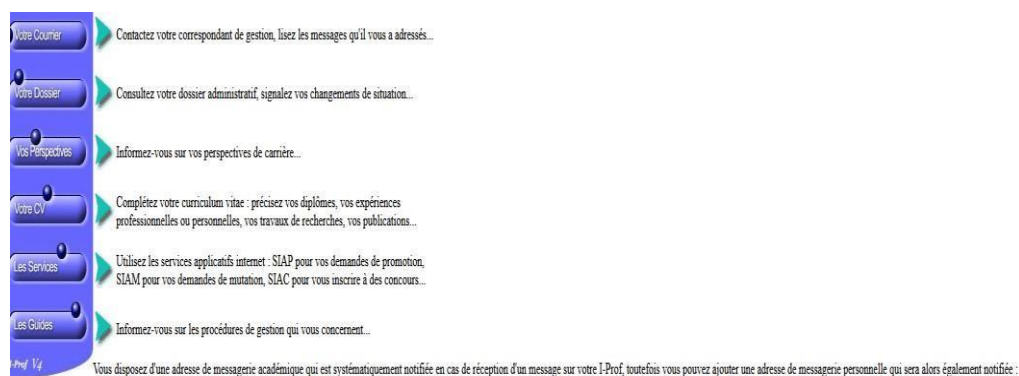 Votre Courrier
Contactez votre correspondant de gestion, lisez les messages qu'il vous a adressés...
Votre Dossier
Consultez votre dossier administratif, signalez vos changements de situation...
Vos Perspectives
Informez-vous sur vos perspectives de carrière...
Votre CV
Complétez votre curriculum vitae : précisez vos diplômes, vos expériences
professionnelles ou personnelles, vos travaux de recherches, vos publications...
Les Services
Utilisez les services applicatifs internet : SIAP pour vos demandes de promotion,
SIAM pour vos demandes de mutation, SIAC pour vous inscrire à des concours...
Les Guides
Informez-vous sur les procédures de gestion qui vous concernent...
I-Prof V4
Vous disposez d'une adresse de messagerie académique qui est systématiquement notifiée en cas de réception d'un message sur votre I-Prof, toutefois vous pouvez ajouter une adresse de messagerie personnelle qui sera alors également notifiée :